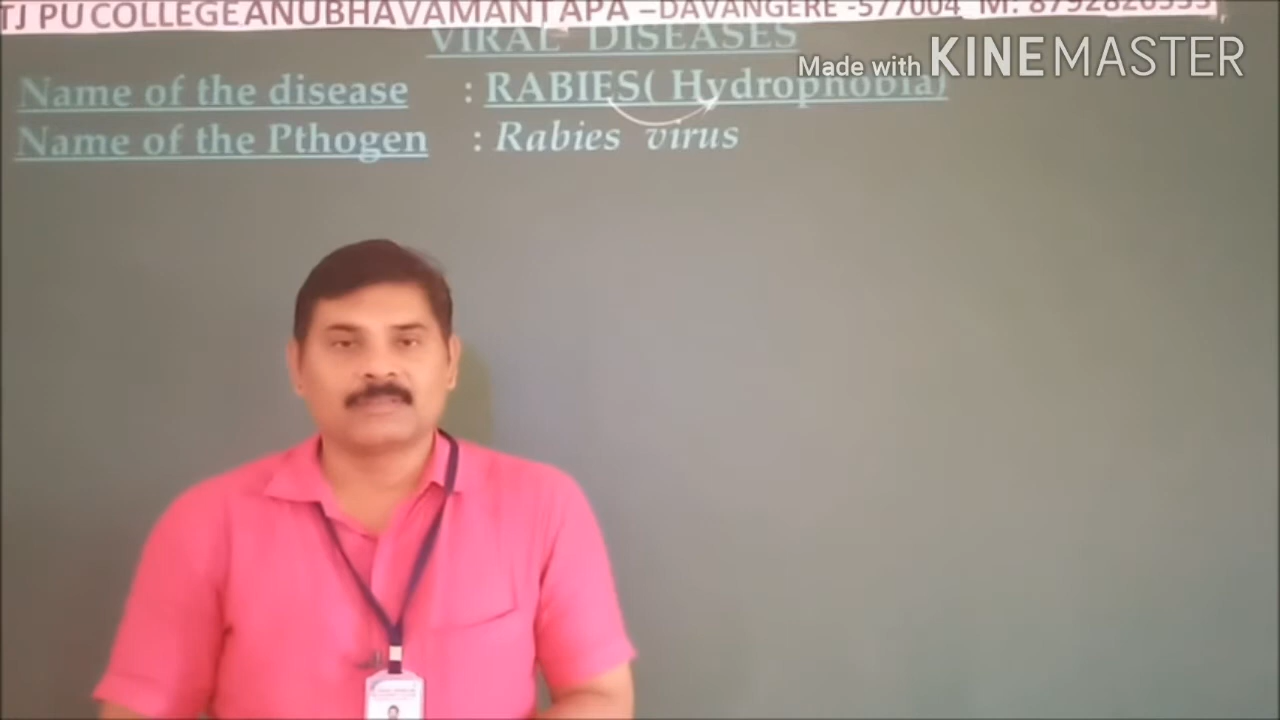 TJ PU COLLEGE ANUBHAVAMANTAPA –DAVANGERE -577004 M: 8792826535
VIRAL DISEASES
Made with KINEMASTER
Name of the disease : RABIES( Hydrophobia)
Name of the Pthogen : Rabies virus